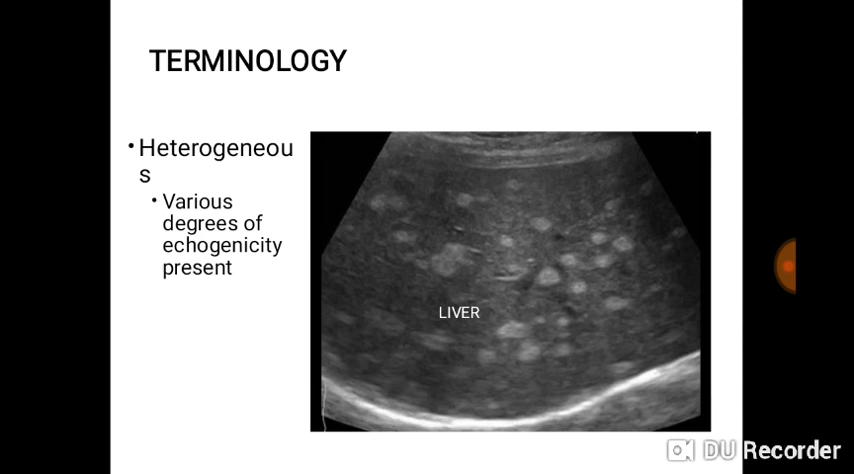 TERMINOLOGY
• Heterogeneou
s
• Various
degrees of
echogenicity
present
LIVER
DU Recorder